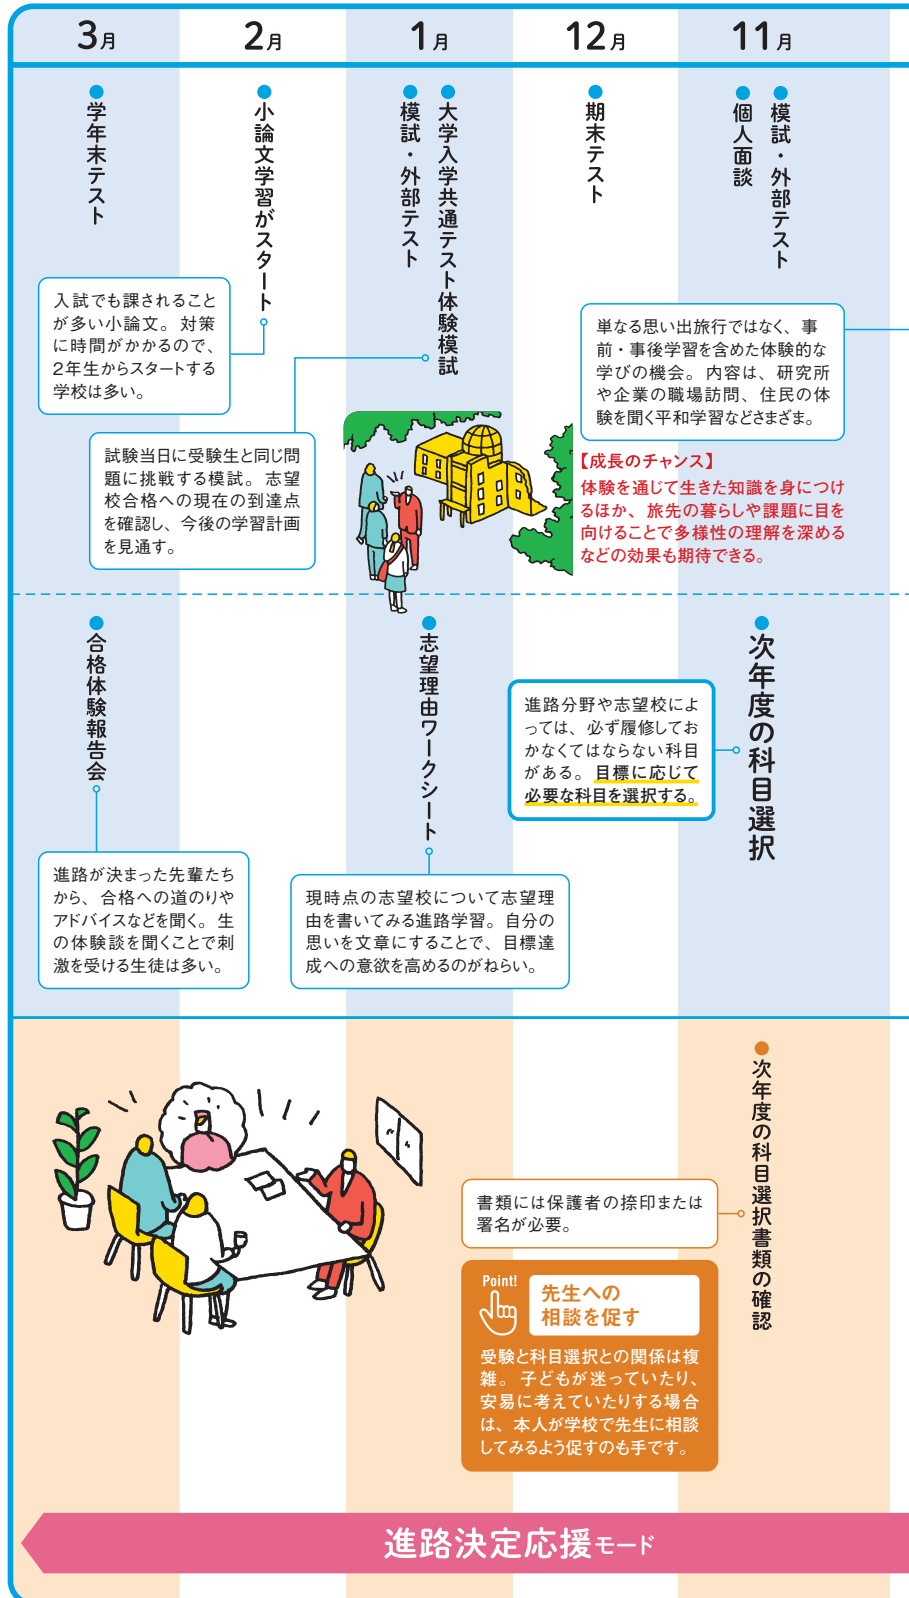 11月
12月
1月
2月
3月
模試・外部テスト
個人面談
期末テスト
大学入学共通テスト体験模試
模試・外部テスト
小論文学習がスタート
学年末テスト
単なる思い出旅行ではなく、事
前・事後学習を含めた体験的な
学びの機会。内容は、研究所
や企業の職場訪問、住民の体
験を聞く平和学習などさまざま。
【成長のチャンス】
体験を通じて生きた知識を身につけ
るほか、旅先の暮らしや課題に目を
向けることで多様性の理解を深める
などの効果も期待できる。
試験当日に受験生と同じ問
題に挑戦する模試。志望
校合格への現在の到達点
を確認し、今後の学習計画
を見通す。
入試でも課されること
が多い小論文。対策
に時間がかかるので、
2年生からスタートする
学校は多い。
次年度の科目選択
進路分野や志望校によ
っては、必ず履修してお
かなくてはならない科目
がある。目標に応じて
必要な科目を選択する。
志望理由ワークシート
現時点の志望校について志望理
由を書いてみる進路学習。自分の
思いを文章にすることで、目標達
成への意欲を高めるのがねらい。
合格体験報告会
進路が決まった先輩たち
から、合格への道のりや
アドバイスなどを聞く。生
の体験談を聞くことで刺
激を受ける生徒は多い。
次年度の科目選択書類の確認
書類には保護者の捺印または
署名が必要。
Point!
先生への
相談を促す
受験と科目選択との関係は複
雑。子どもが迷っていたり、
安易に考えていたりする場合
は、本人が学校で先生に相談
してみるよう促すのも手です。
進路決定応援モード